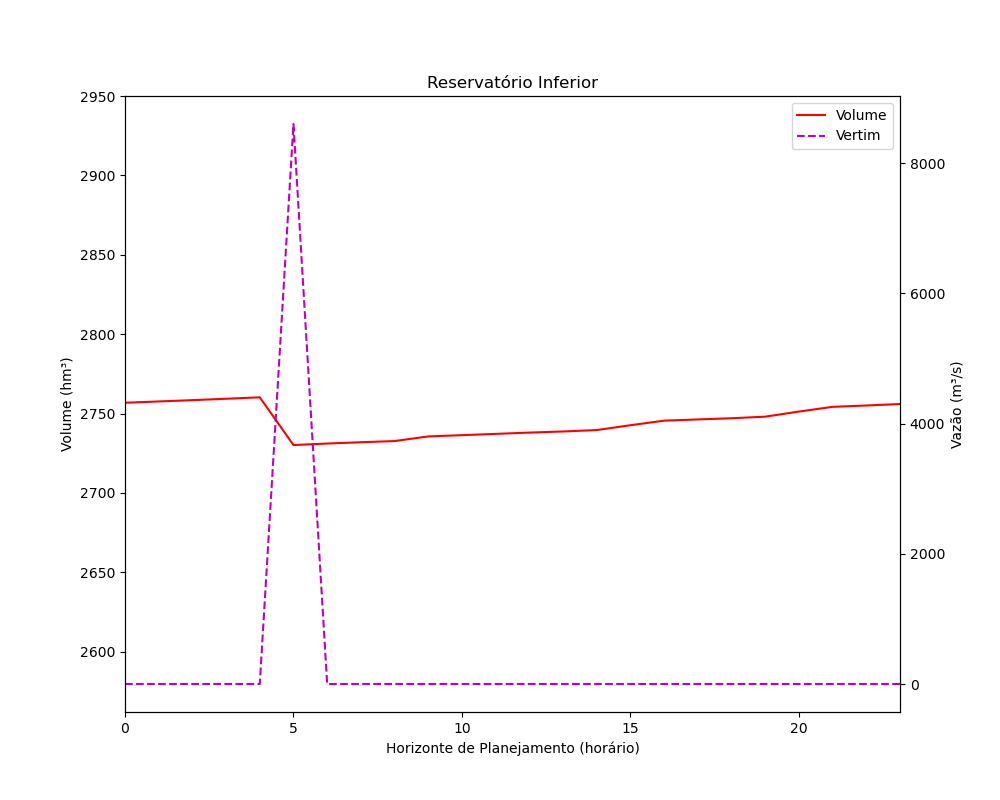 Reservatório Inferior
Volume
Vertim
Volume (hm³)
2950
2900
2850
2800
2750
2700
2650
2600
8000
6000
4000
2000
0
Vazão (m³/s)
0 5 10 15 20
Horizonte de Planejamento (horário)